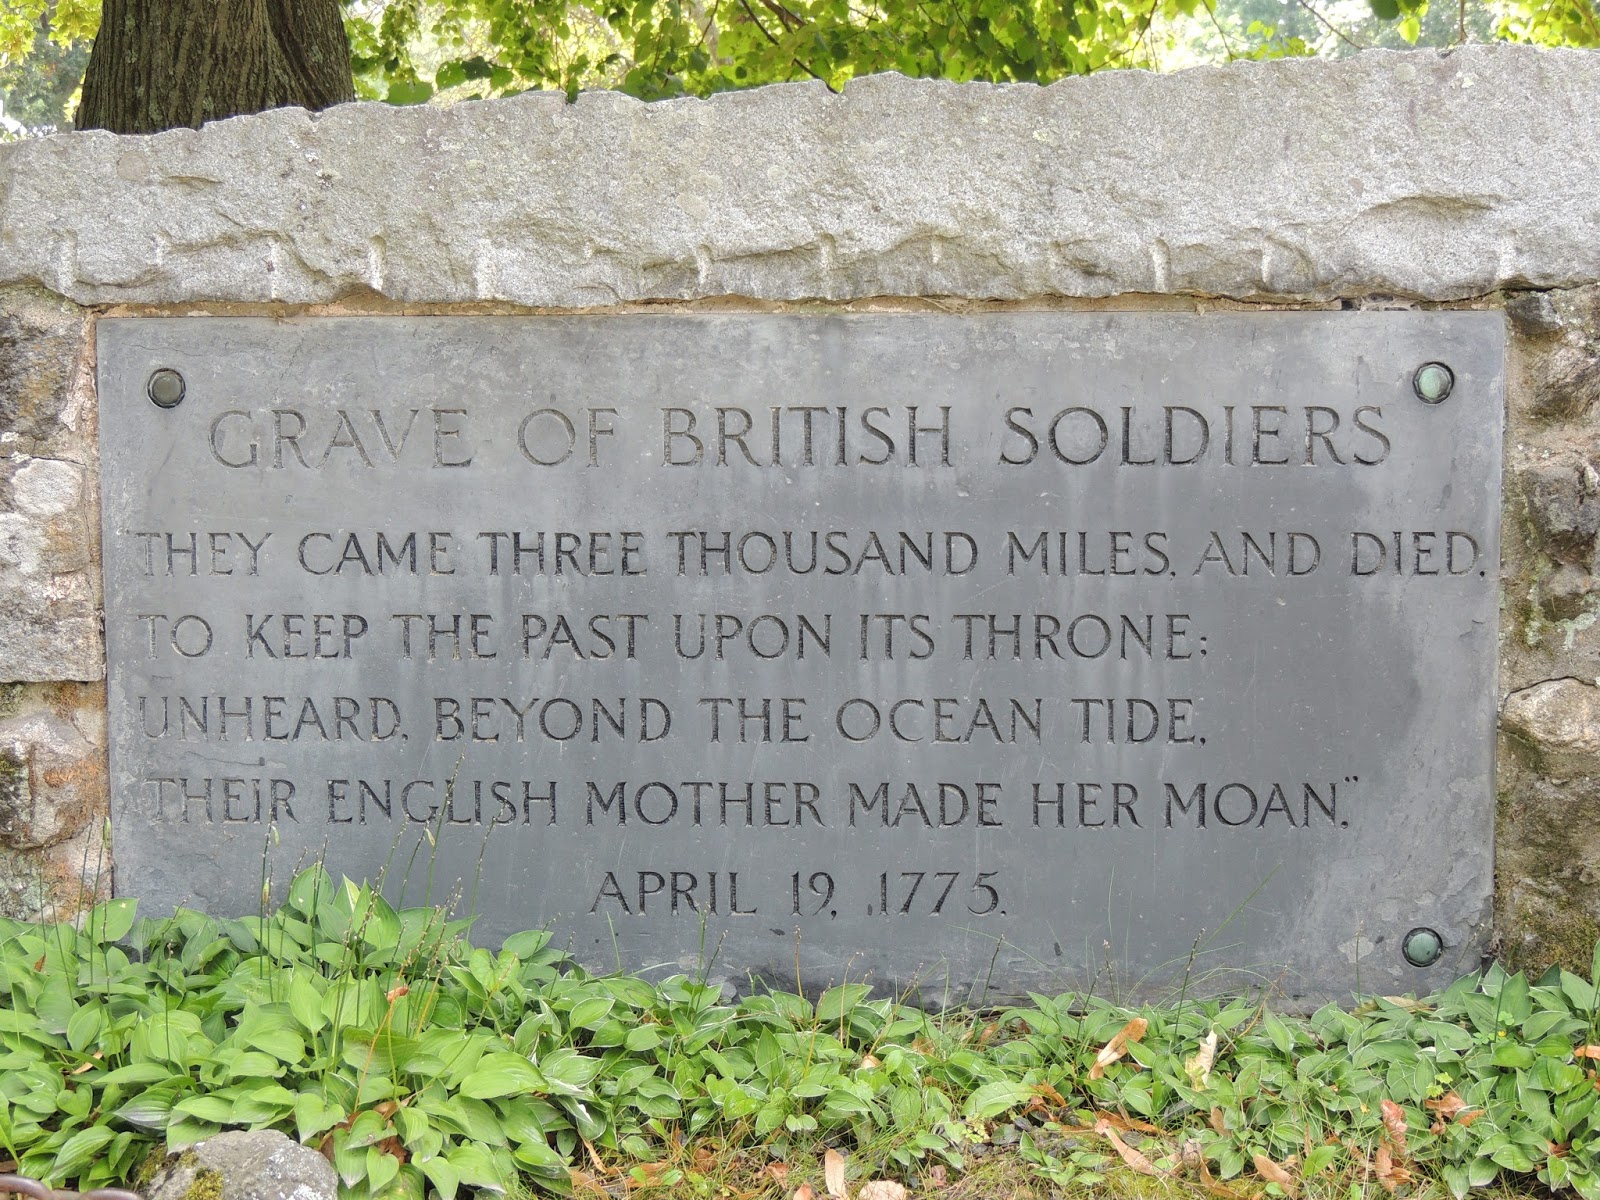 GRAVE OF BRITISH SOLDIERS
THEY CAME THREE THOUSAND MILES, AND DIED,
TO KEEP THE PAST UPON ITS THRONE:
UNHEARD, BEYOND THE OCEAN TIDE,
THEIR ENGLISH MOTHER MADE HER MOAN."
APRIL 19, 1775.